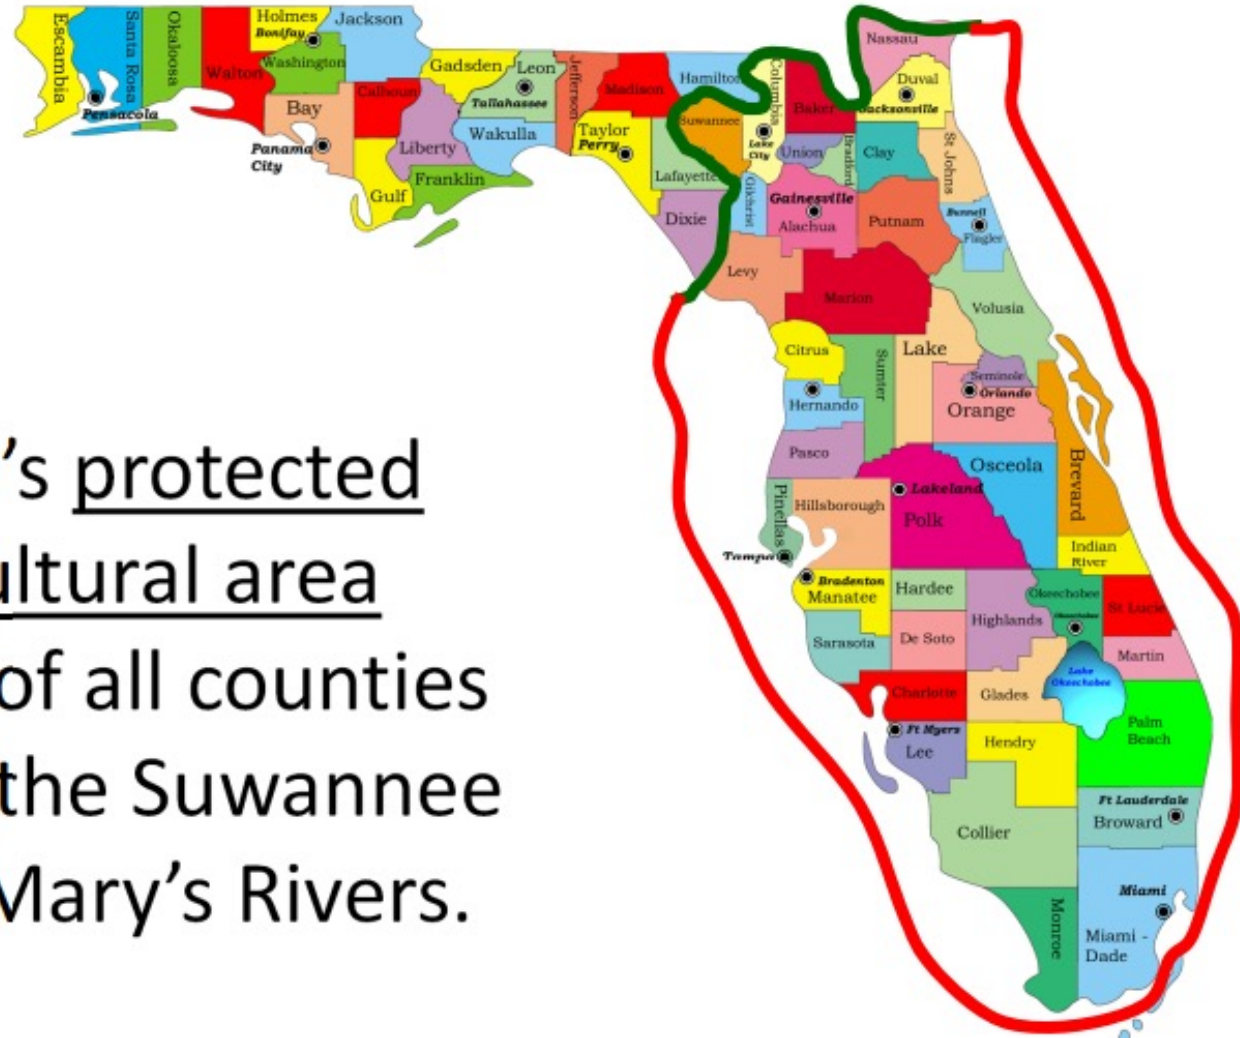 ’s protected
ultural area
of all counties
the Suwannee
Mary’s Rivers.
Escambia
Santa Rosa
Okaloosa
Walton
Holmes
Bonifay
Washington
Jackson
Bay
Calhoun
Gadsden
Liberty
Gulf
Franklin
Leon
Tallahassee
Wakulla
Jefferson
Madison
Taylor
Perry
Hamilton
Suwannee
Lafayette
Dixie
Columbia
Lake
City
Baker
Nassau
Duval
Jacksonville
Union
Bradford
Clay
St Johns
Gilchrist
Gainesville
Alachua
Putnam
Bunnell
Flagler
Levy
Marion
Volusia
Pensacola
Panama
City
Citrus
Sumter
Lake
Seminole
Orlando
Orange
Hernando
Pasco
Osceola
Brevard
Pinellas
Hillsborough
Lakeland
Polk
Tampa
Indian
River
Bradenton
Manatee
Hardee
Highlands
Okeechobee
Okeechobee
St Lucie
Sarasota
De Soto
Martin
Charlotte
Glades
Lake
Okeechobee
Palm
Beach
Ft Myers
Lee
Hendry
Ft Lauderdale
Broward
Collier
Monroe
Miami
Miami -
Dade